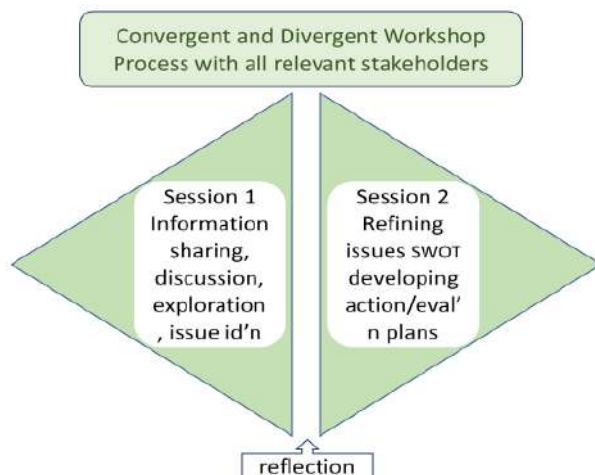 Convergent and Divergent Workshop
Process with all relevant stakeholders
Session 1
Information
sharing,
discussion,
exploration
, issue id'n
Session 2
Refining
issues SWOT
developing
action/eval'
n plans
reflection